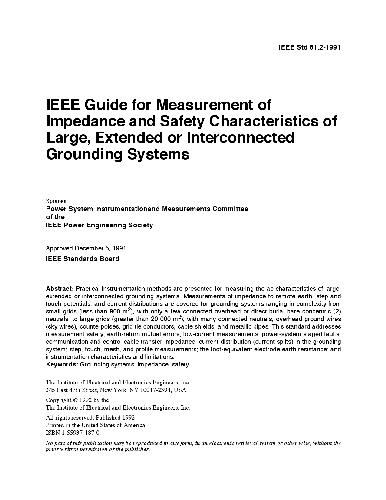 IEEE Std 81.2-1991
IEEE Guide for Measurement of
Impedance and Safety Characteristics of
Large, Extended or Interconnected
Grounding Systems
Sponsor
Power System Instrumentation and Measurements Committee
of the
IEEE Power Engineering Society
Approved December 5, 1991
IEEE Standards Board
Abstract: Practical instrumentation methods are presented for measuring the ac characteristics of large,
extended or interconnected grounding systems. Measurements of impedance to remote earth, step and
touch potentials, and current distributions are covered for grounding systems ranging in complexity from
small grids (less than 900 m²), with only a few connected overhead or direct burial bare concentric
neutrals, to large grids (greater than 20 000 m²), with many connected neutrals, overhead ground wires
(sky wires), counterpoises, grid tie conductors, cable shields, and metallic pipes. This standard addresses
measurement safety; earth-return mutual errors; low-current measurements; power-system staged faults;
communication and control cable transfer impedance; current distribution (current splits) in the grounding
system; step, touch, mesh, and profile measurements; the foot-equivalent electrode earth resistance; and
instrumentation characteristics and limitations.
Keywords: Grounding systems, impedance, safety
The Institute of Electrical and Electronics Engineers, Inc.
345 East 47th Street, New York, NY 10017-2394, USA
Copyright © 1992 by the
The Institute of Electrical and Electronics Engineers, Inc.
All rights reserved. Published 1992
Printed in the United States of America
ISBN 1-55937-187-0
No part of this publication may be reproduced in any form, in an electronic retrieval system or otherwise, without the
prior written permission of the publisher.